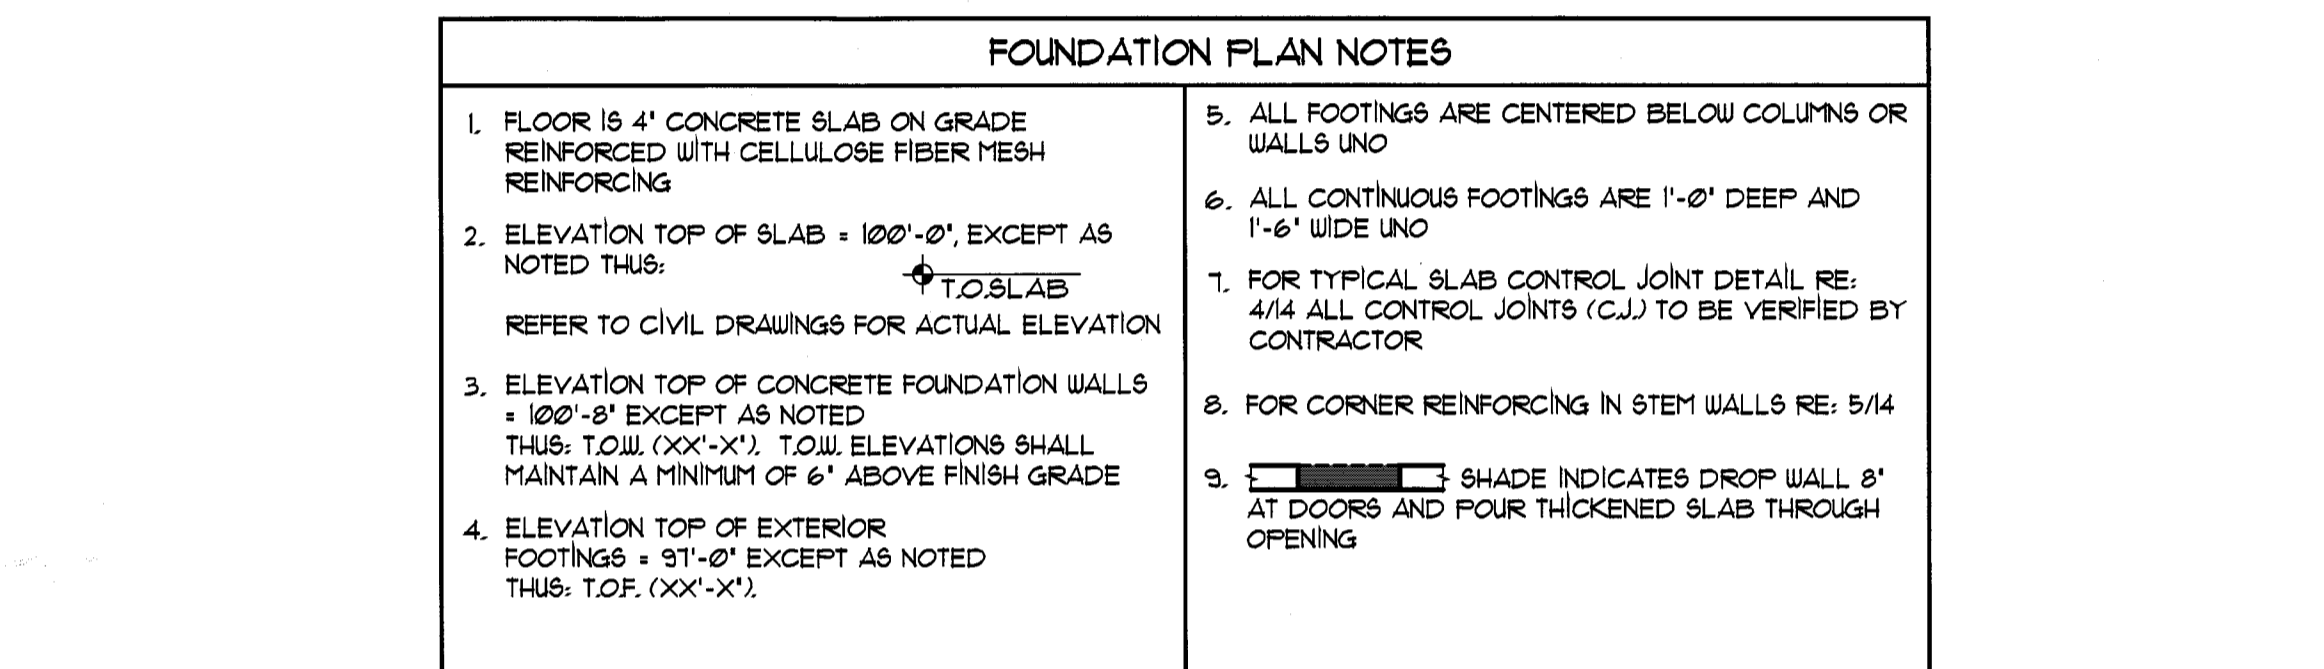 FOUNDATION PLAN NOTES
1. FLOOR IS 4" CONCRETE SLAB ON GRADE
REINFORCED WITH CELLULOSE FIBER MESH
REINFORCING
2. ELEVATION TOP OF SLAB = 100'-0", EXCEPT AS
NOTED THUS:
T.O.SLAB
REFER TO CIVIL DRAWINGS FOR ACTUAL ELEVATION
3. ELEVATION TOP OF CONCRETE FOUNDATION WALLS
= 100'-8" EXCEPT AS NOTED
THUS: T.O.W. (XX'-X"). T.O.W. ELEVATIONS SHALL
MAINTAIN A MINIMUM OF 6" ABOVE FINISH GRADE
4. ELEVATION TOP OF EXTERIOR
FOOTINGS = 97'-0" EXCEPT AS NOTED
THUS: T.O.F. (XX'-X").
5. ALL FOOTINGS ARE CENTERED BELOW COLUMNS OR
WALLS UNO
6. ALL CONTINUOUS FOOTINGS ARE 1'-0" DEEP AND
1'-6" WIDE UNO
7. FOR TYPICAL SLAB CONTROL JOINT DETAIL RE:
4/14 ALL CONTROL JOINTS (C.J.) TO BE VERIFIED BY
CONTRACTOR
8. FOR CORNER REINFORCING IN STEM WALLS RE: 5/14
9. SHADE INDICATES DROP WALL 8"
AT DOORS AND POUR THICKENED SLAB THROUGH
OPENING